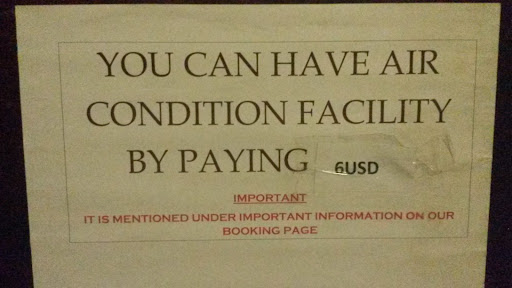 YOU CAN HAVE AIR
CONDITION FACILITY
BY PAYING 6USD
IMPORTANT
IT IS MENTIONED UNDER IMPORTANT INFORMATION ON OUR
BOOKING PAGE